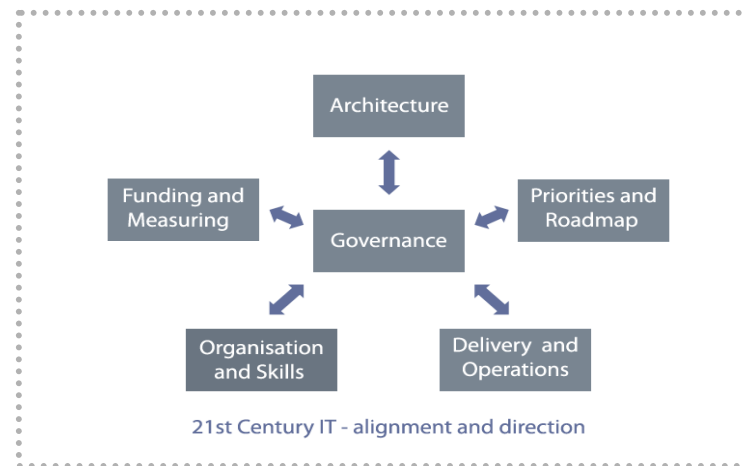 Architecture
Funding and
Measuring
Priorities and
Roadmap
Governance
Organisation
and Skills
Delivery and
Operations
21st Century IT - alignment and direction